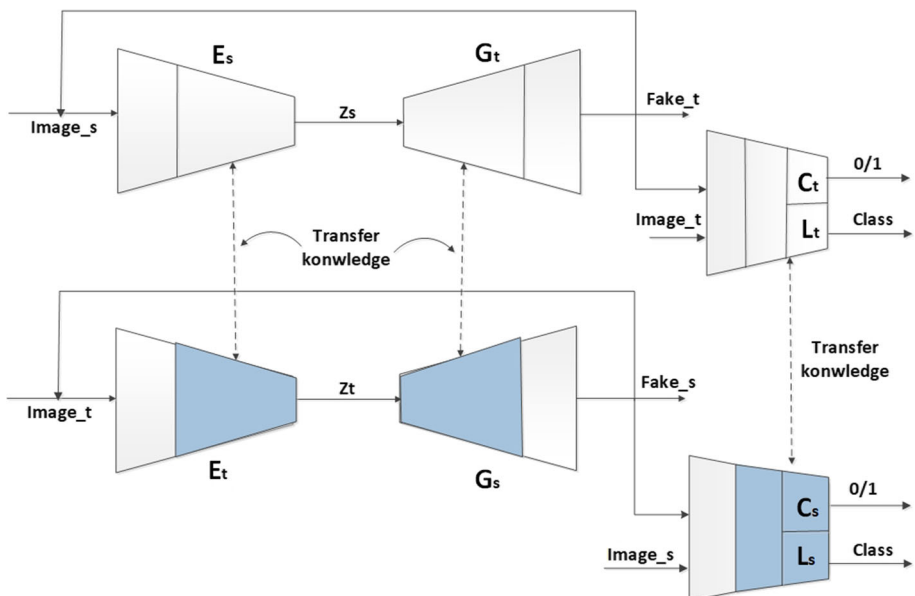 Es
Gt
Image_s
Zs
Fake_t
Image_t
Ct
0/1
Lt
Class
Transfer
konwledge
Transfer
konwledge
Image_t
Zt
Fake_s
Et
Gs
Image_s
Cs
0/1
Ls
Class